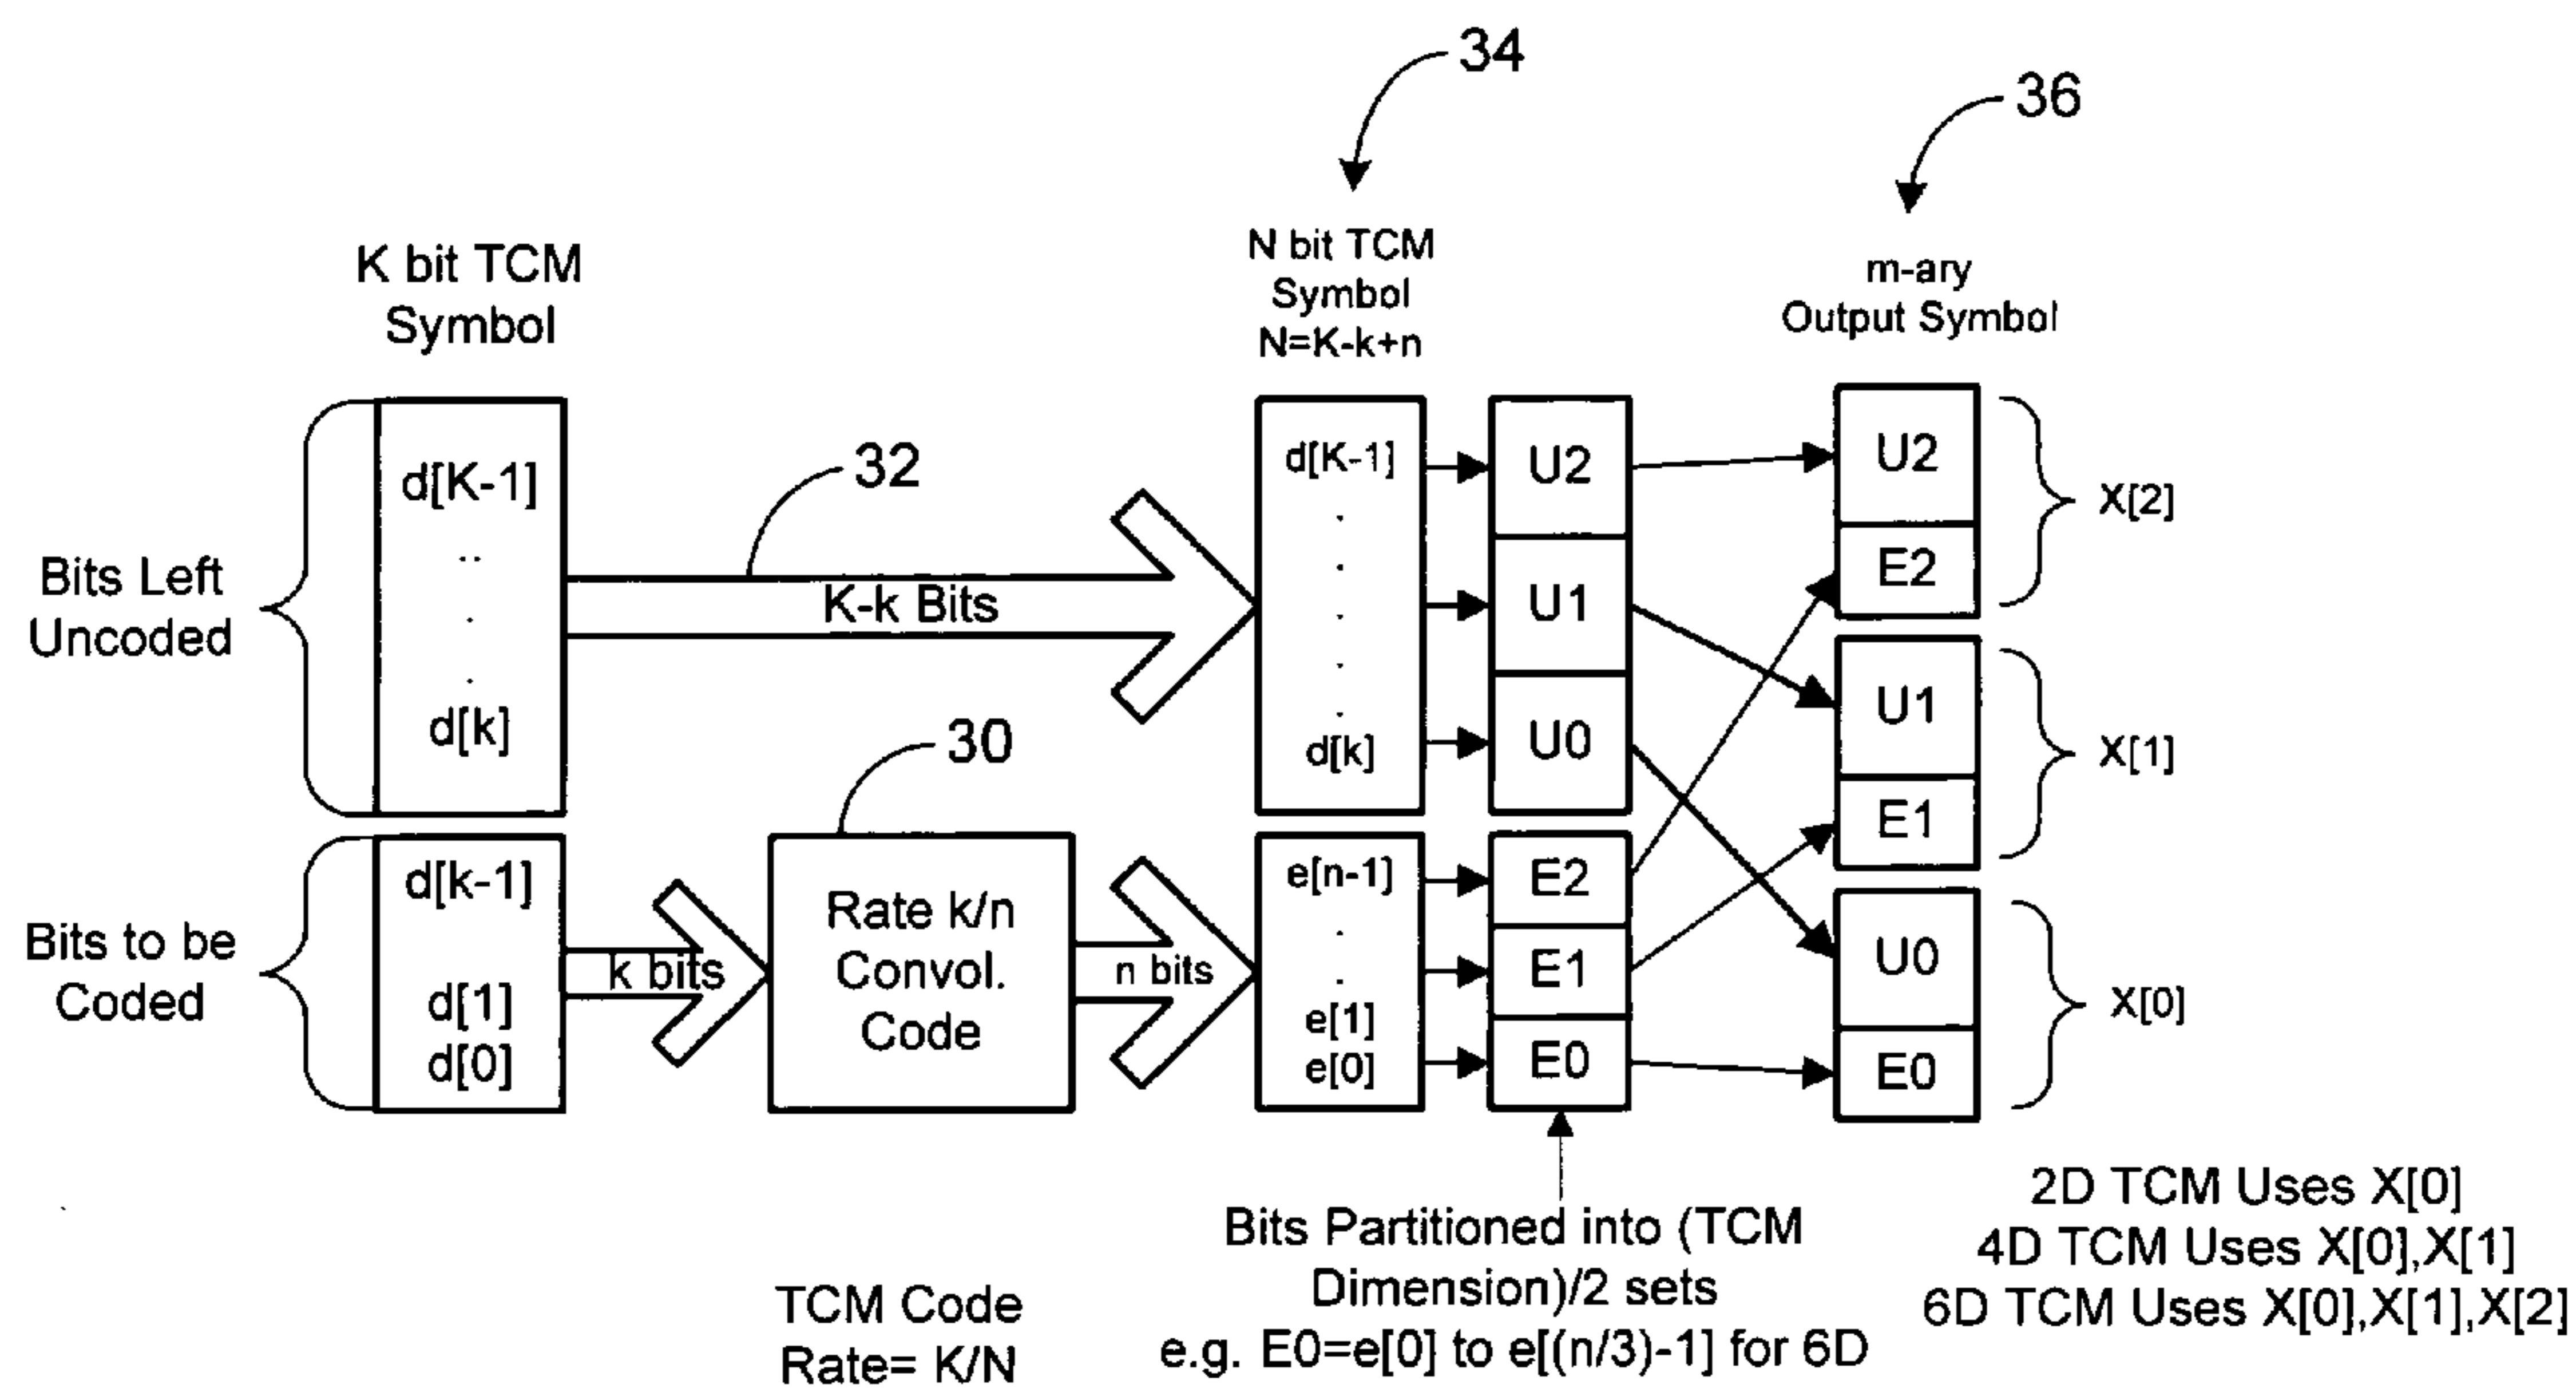 34
36
K bit TCM
Symbol
N bit TCM
Symbol
N=K-k+n
m-ary
Output Symbol
Bits Left
Uncoded
d[K-1]
..
.
.
d[k]
32
K-k Bits
d[K-1]
.
.
.
.
.
d[k]
U2
U1
U0
U2
E2
X[2]
U1
E1
X[1]
U0
E0
X[0]
30
Bits to be
Coded
d[k-1]
d[1]
d[0]
k bits
Rate k/n
Convol.
Code
n bits
e[n-1]
.
.
e[1]
e[0]
E2
E1
E0
TCM Code
Rate= K/N
Bits Partitioned into (TCM
Dimension)/2 sets
e.g. E0=e[0] to e[(n/3)-1] for 6D
2D TCM Uses X[0]
4D TCM Uses X[0],X[1]
6D TCM Uses X[0],X[1],X[2]